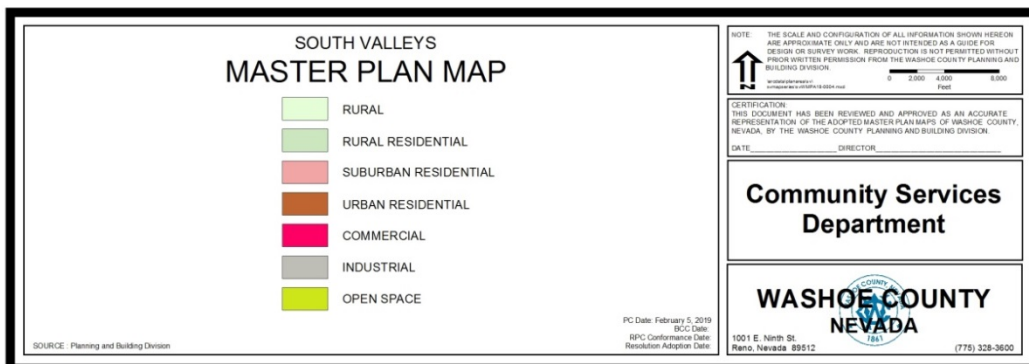 SOUTH VALLEYS
MASTER PLAN MAP
RURAL
RURAL RESIDENTIAL
SUBURBAN RESIDENTIAL
URBAN RESIDENTIAL
COMMERCIAL
INDUSTRIAL
OPEN SPACE
SOURCE : Planning and Building Division
PC Date: February 5, 2019
BCC Date:
RPC Conformance Date:
Resolution Adoption Date:
NOTE: THE SCALE AND CONFIGURATION OF ALL INFORMATION SHOWN HEREON
ARE APPROXIMATE ONLY AND ARE NOT INTENDED AS A GUIDE FOR
DESIGN OR SURVEY WORK. REPRODUCTION IS NOT PERMITTED WITHOUT
PRIOR WRITTEN PERMISSION FROM THE WASHOE COUNTY PLANNING AND
BUILDING DIVISION.
N
0 2,000 4,000 8,000
Feet
CERTIFICATION:
THIS DOCUMENT HAS BEEN REVIEWED AND APPROVED AS AN ACCURATE
REPRESENTATION OF THE ADOPTED MASTER PLAN MAPS OF WASHOE COUNTY,
NEVADA, BY THE WASHOE COUNTY PLANNING AND BUILDING DIVISION.
DATE____________________ DIRECTOR______________________________
Community Services
Department
WASHOE COUNTY
NEVADA
WASHOE COUNTY, NEVADA
1861
1001 E. Ninth St.
Reno, Nevada 89512
(775) 328-3600